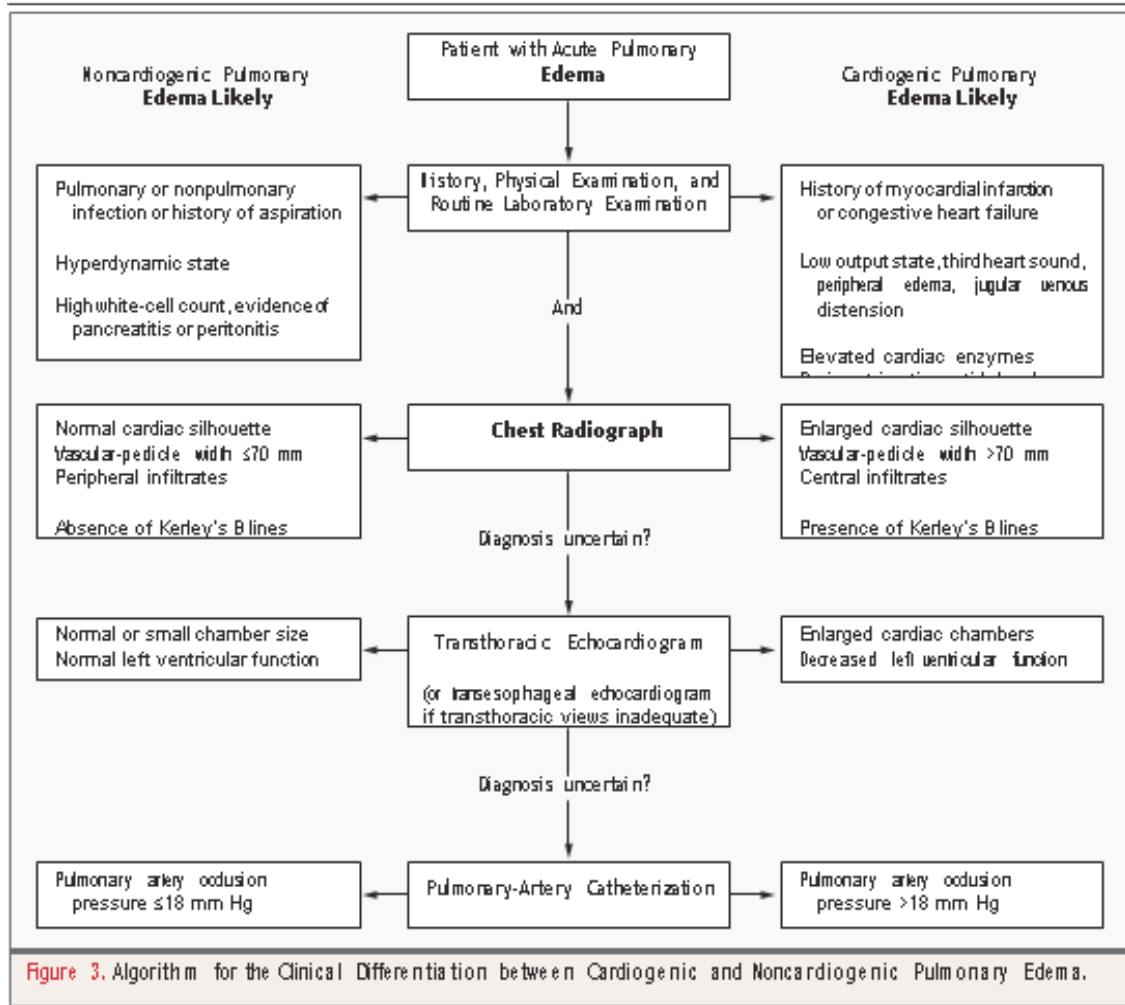 Patient with Acute Pulmonary
Edema
Noncardiogenic Pulmonary
Edema Likely
Cardiogenic Pulmonary
Edema Likely
History, Physical Examination, and
Routine Laboratory Examination
Pulmonary or nonpulmonary
infection or history of aspiration
Hyperdynamic state
High white-cell count, evidence of
pancreatitis or peritonitis
History of myocardial infarction
or congestive heart failure
Low output state, third heart sound,
peripheral edema, jugular venous
distension
Elevated cardiac enzymes
And
Chest Radiograph
Normal cardiac silhouette
Vascular-pedicle width ≤70 mm
Peripheral infiltrates
Absence of Kerley's B lines
Enlarged cardiac silhouette
Vascular-pedicle width >70 mm
Central infiltrates
Presence of Kerley's B lines
Diagnosis uncertain?
Transthoracic Echocardiogram
(or transesophageal echocardiogram
if transthoracic views inadequate)
Normal or small chamber size
Normal left ventricular function
Enlarged cardiac chambers
Decreased left ventricular function
Diagnosis uncertain?
Pulmonary-Artery Catheterization
Pulmonary artery occlusion
pressure ≤18 mm Hg
Pulmonary artery occlusion
pressure >18 mm Hg
Figure 3. Algorithm for the Clinical Differentiation between Cardiogenic and Noncardiogenic Pulmonary Edema.